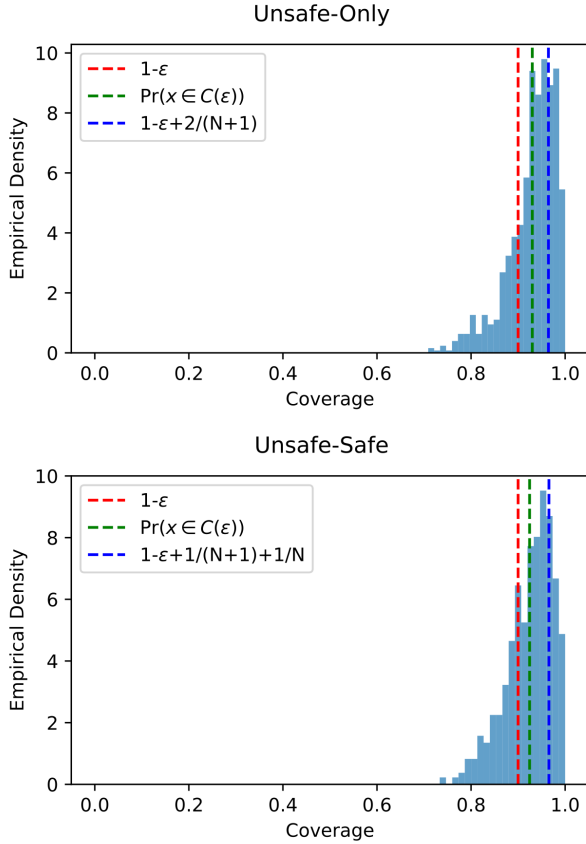 Unsafe-Only
10
8
6
4
2
0
Empirical Density
1-ε
Pr(x ∈ C(ε))
1-ε+2/(N+1)
0.0 0.2 0.4 0.6 0.8 1.0
Coverage
Unsafe-Safe
10
8
6
4
2
0
Empirical Density
1-ε
Pr(x ∈ C(ε))
1-ε+1/(N+1)+1/N
0.0 0.2 0.4 0.6 0.8 1.0
Coverage